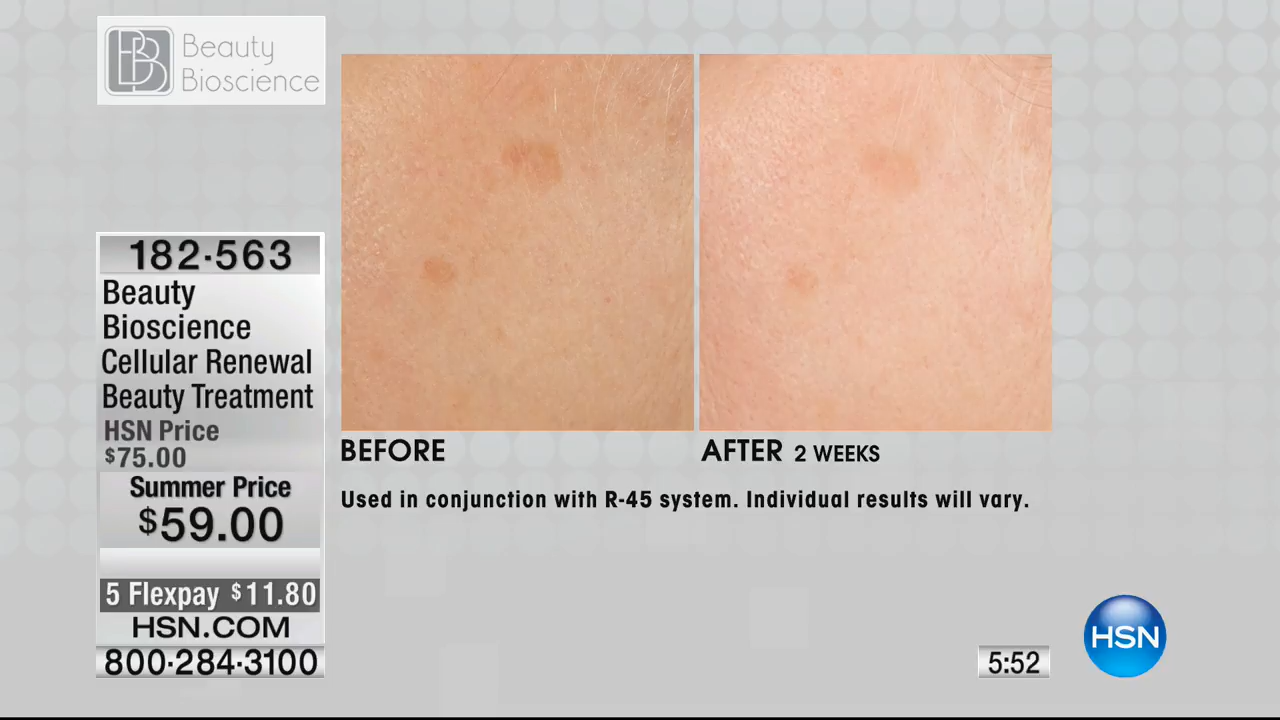 BB
Beauty
Bioscience
182·563
Beauty
Bioscience
Cellular Renewal
Beauty Treatment
HSN Price
$75.00
Summer Price
$59.00
5 Flexpay $11.80
HSN.COM
800·284·3100
BEFORE
AFTER 2 WEEKS
Used in conjunction with R-45 system. Individual results will vary.
5:52
HSN